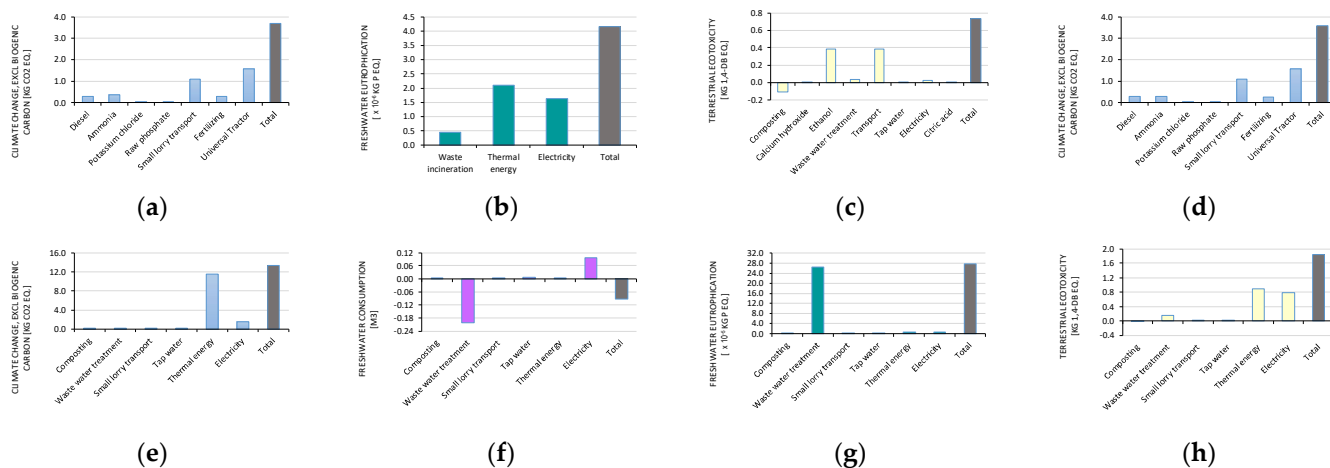 CLIMATE CHANGE, EXCL BIOGENIC
CARBON [KG CO2 EQ.]
4.0
3.0
2.0
1.0
0.0
Diesel
Ammonia
Potassium chloride
Raw phosphate
Small lorry transport
Fertilizing
Universal Tractor
Total
(a)
FRESHWATER EUTROPHICATION
[ x 10⁻⁶ KG P EQ.]
4.5
4.0
3.5
3.0
2.5
2.0
1.5
1.0
0.5
0.0
Waste
incineration
Thermal
energy
Electricity
Total
(b)
TERRESTRIAL ECOTOXICITY
[KG 1,4-DB EQ.]
0.8
0.6
0.4
0.2
0.0
-0.2
Composting
Calcium hydroxide
Ethanol
Waste water treatment
Transport
Tap water
Electricity
Citric acid
Total
(c)
CLIMATE CHANGE, EXCL BIOGENIC
CARBON [KG CO2 EQ.]
4.0
3.0
2.0
1.0
0.0
Diesel
Ammonia
Potassium chloride
Raw phosphate
Small lorry transport
Fertilizing
Universal Tractor
Total
(d)
CLIMATE CHANGE, EXCL BIOGENIC
CARBON [KG CO2 EQ.]
16.0
12.0
8.0
4.0
0.0
Composting
Waste water treatment
Small lorry transport
Tap water
Thermal energy
Electricity
Total
(e)
FRESHWATER CONSUMPTION
[M3]
0.12
0.06
0.00
-0.06
-0.12
-0.18
-0.24
Composting
Waste water treatment
Small lorry transport
Tap water
Thermal energy
Electricity
Total
(f)
FRESHWATER EUTROPHICATION
[ x 10⁻⁶ KG P EQ.]
32.0
28.0
24.0
20.0
16.0
12.0
8.0
4.0
0.0
Composting
Waste water treatment
Small lorry transport
Tap water
Thermal energy
Electricity
Total
(g)
TERRESTRIAL ECOTOXICITY
[KG 1,4-DB EQ.]
2.0
1.6
1.2
0.8
0.4
0.0
-0.4
Composting
Waste water treatment
Small lorry transport
Tap water
Thermal energy
Electricity
Total
(h)